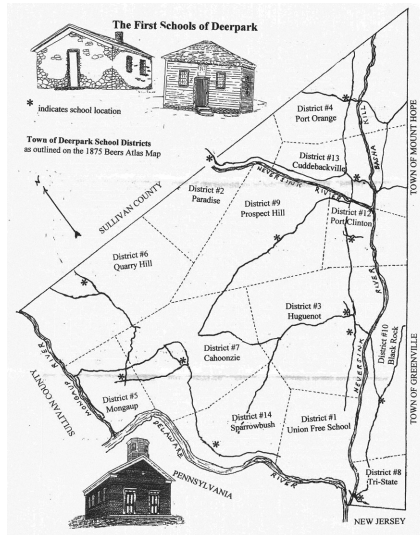 The First Schools of Deerpark
* indicates school location
Town of Deerpark School Districts
as outlined on the 1875 Beers Atlas Map
SULLIVAN COUNTY
District #4
Port Orange
BASHA KILL
TOWN OF MOUNT HOPE
District #13
Cuddebackville
NEVERSINK RIVER
District #2
Paradise
District #9
Prospect Hill
District #12
Port Clinton
District #6
Quarry Hill
District #3
Huguenot
NEVERSINK RIVER
District #10
Black Rock
TOWN OF GREENVILLE
District #7
Cahoonzie
MONGAUP RIVER
SULLIVAN COUNTY
District #5
Mongaup
District #14
Sparrowbush
District #1
Union Free School
DELAWARE RIVER
PENNSYLVANIA
District #8
Tri-State
NEW JERSEY